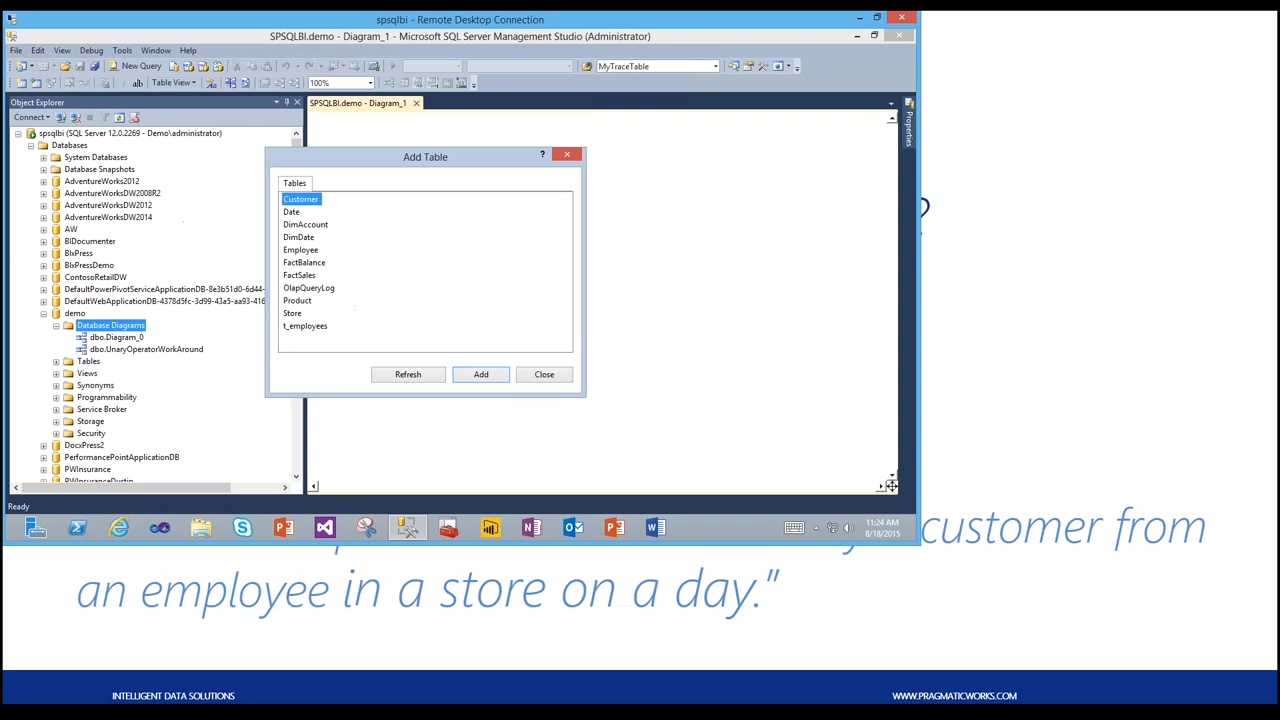 spsqlbi - Remote Desktop Connection
SPSQLBI.demo - Diagram_1 - Microsoft SQL Server Management Studio (Administrator)
File Edit View Debug Tools Window Help
New Query
MyTraceTable
Table View
100%
Object Explorer
SPSQLBI.demo - Diagram_1
Properties
Connect
spsqlbi (SQL Server 12.0.2269 - Demo\administrator)
Databases
System Databases
Database Snapshots
AdventureWorks2012
AdventureWorksDW2008R2
AdventureWorksDW2012
AdventureWorksDW2014
AW
BIDocumenter
BIxPress
BIxPressDemo
ContosoRetailDW
DefaultPowerPivotServiceApplicationDB-8e3b51d0-6d44-
DefaultWebApplicationDB-4378d5fc-3d99-43a5-aa93-416
demo
Database Diagrams
dbo.Diagram_0
dbo.UnaryOperatorWorkAround
Tables
Views
Synonyms
Programmability
Service Broker
Storage
Security
DocxPress2
PerformancePointApplicationDB
PWInsurance
PWInsuranceDustin
Add Table
?
Tables
Customer
Date
DimAccount
DimDate
Employee
FactBalance
FactSales
OlapQueryLog
Product
Store
t_employees
Refresh Add Close
Ready
11:24 AM
8/18/2015
customer from
an employee in a store on a day."
INTELLIGENT DATA SOLUTIONS
WWW.PRAGMATICWORKS.COM